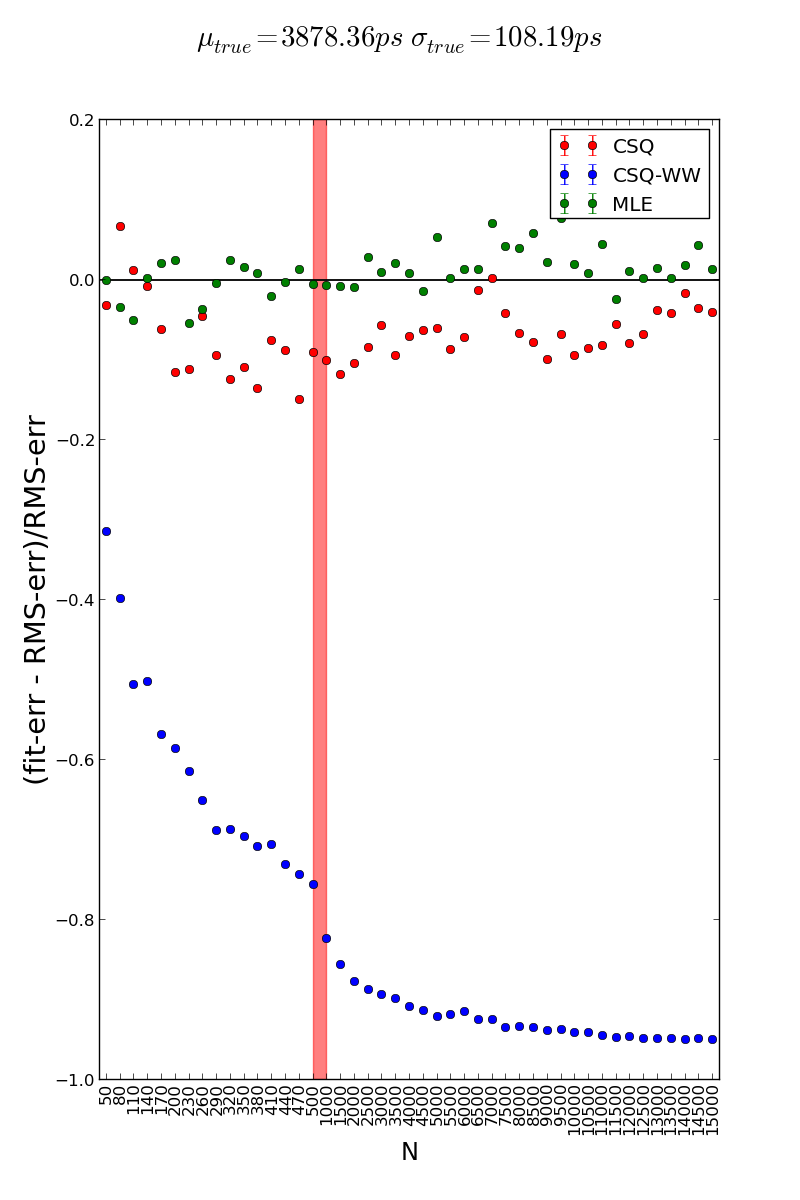 μ_true = 3878.36ps σ_true = 108.19ps
0.2
0.0
−0.2
−0.4
−0.6
−0.8
−1.0
(fit-err - RMS-err)/RMS-err
CSQ
CSQ-WW
MLE
50 80 110 140 170 200 230 260 290 320 350 380 410 440 470 500 1000 1500 2000 2500 3000 3500 4000 4500 5000 5500 6000 6500 7000 7500 8000 8500 9000 9500 10000 10500 11000 11500 12000 12500 13000 13500 14000 14500 15000
N